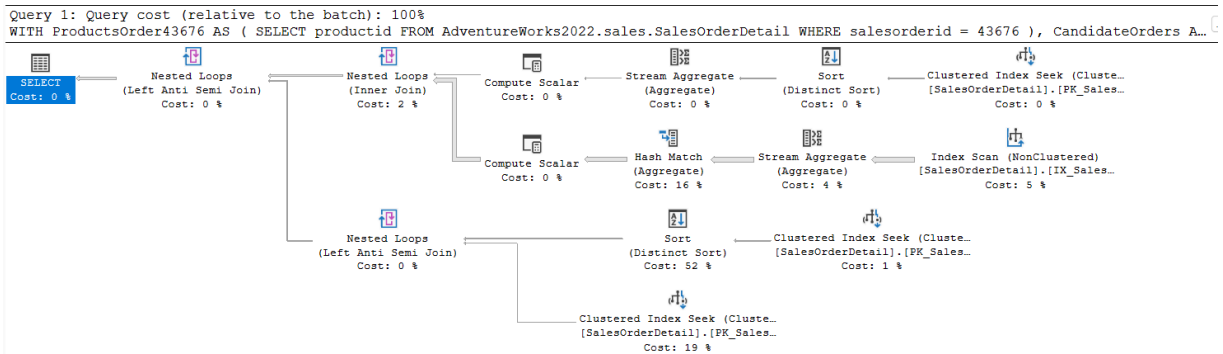 Query 1: Query cost (relative to the batch): 100%
WITH ProductsOrder43676 AS ( SELECT productid FROM AdventureWorks2022.sales.SalesOrderDetail WHERE salesorderid = 43676 ), CandidateOrders A…
SELECT
Cost: 0 %
Nested Loops
(Left Anti Semi Join)
Cost: 0 %
Nested Loops
(Inner Join)
Cost: 2 %
Compute Scalar
Cost: 0 %
Stream Aggregate
(Aggregate)
Cost: 0 %
Sort
(Distinct Sort)
Cost: 0 %
Clustered Index Seek (Cluste…
[SalesOrderDetail].[PK_Sales…
Cost: 0 %
Compute Scalar
Cost: 0 %
Hash Match
(Aggregate)
Cost: 16 %
Stream Aggregate
(Aggregate)
Cost: 4 %
Index Scan (NonClustered)
[SalesOrderDetail].[IX_Sales…
Cost: 5 %
Nested Loops
(Left Anti Semi Join)
Cost: 0 %
Sort
(Distinct Sort)
Cost: 52 %
Clustered Index Seek (Cluste…
[SalesOrderDetail].[PK_Sales…
Cost: 1 %
Clustered Index Seek (Cluste…
[SalesOrderDetail].[PK_Sales…
Cost: 19 %